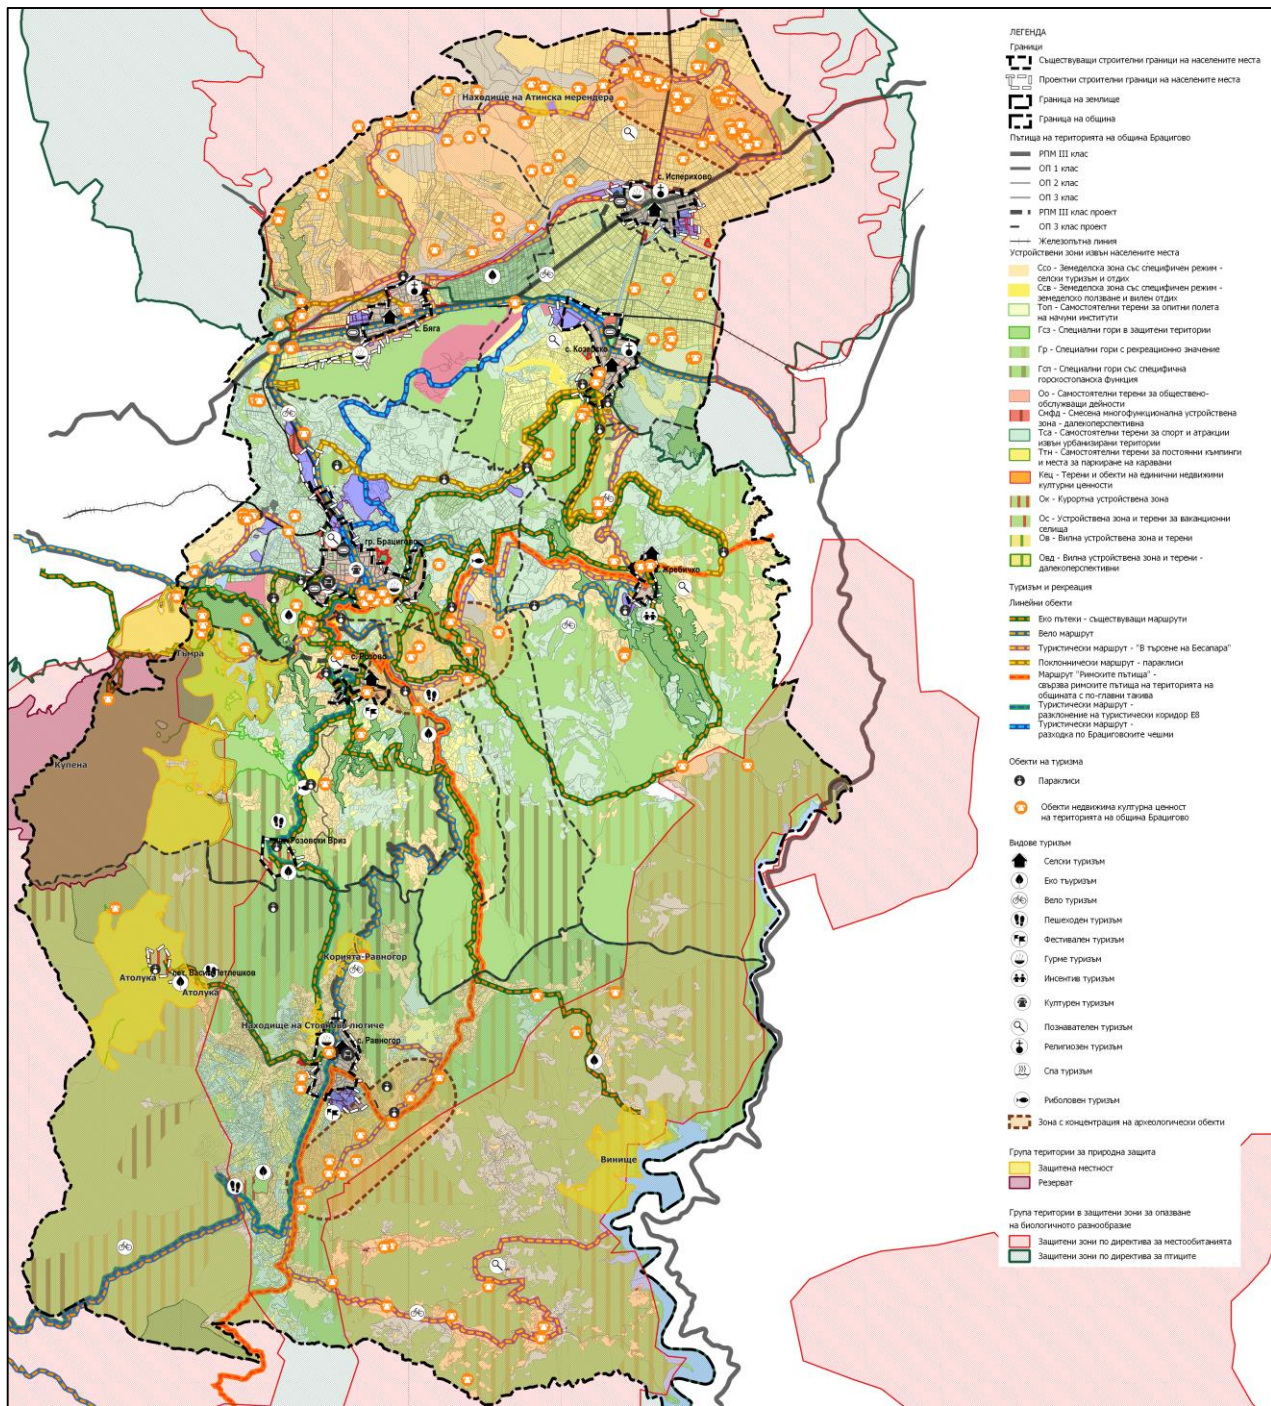 Находище на Атинска мерендера
с. Исперихово
с. Бяга
с. Козарско
гр. Брацигово
с. Жребичко
Гъмра
с. Розово
Купена
Розовски Вриз
Корията-Равногор
Атолука
лет. Васил Петлешков
Атолука
Находище на Стояново лютиче
с. Равногор
Винище
ЛЕГЕНДА
Граници
Съществуващи строителни граници на населените места
Проектни строителни граници на населените места
Граница на землище
Граница на община
Пътища на територията на община Брацигово
РПМ III клас
ОП 1 клас
ОП 2 клас
ОП 3 клас
РПМ III клас проект
ОП 3 клас проект
Железопътна линия
Устройствени зони извън населените места
Ссо - Земеделска зона със специфичен режим -
селски туризъм и отдих
Ссв - Земеделска зона със специфичен режим -
земеделско ползване и вилен отдих
Топ - Самостоятелни терени за опитни полета
на начуни институти
Гсз - Специални гори в защитени територии
Гр - Специални гори с рекреационно значение
Гсп - Специални гори със специфична
горскостопанска функция
Оо - Самостоятелни терени за обществено-
обслужващи дейности
Смфд - Смесена многофункционална устройствена
зона - далекоперспективна
Тса - Самостоятелни терени за спорт и атракции
извън урбанизирани територии
Ттн - Самостоятелни терени за постоянни къмпинги
и места за паркиране на каравани
Кец - Терени и обекти на единични недвижими
културни ценности
Ок - Курортна устройствена зона
Ос - Устройствена зона и терени за ваканционни
селища
Ов - Вилна устройствена зона и терени
Овд - Вилна устройствена зона и терени -
далекоперспективни
Туризъм и рекреация
Линейни обекти
Еко пътеки - съществуващи маршрути
Вело маршрут
Туристически маршрут - "В търсене на Бесапара"
Поклоннически маршрут - параклиси
Маршрут "Римските пътища" -
свързва римските пътища на територията на
общината с по-главни такива
Туристически маршрут -
разклонение на туристически коридор Е8
Туристически маршрут -
разходка по Брациговските чешми
Обекти на туризма
Параклиси
Обекти недвижима културна ценност
на територията на община Брацигово
Видове туризъм
Селски туризъм
Еко тъуризъм
Вело туризъм
Пешеходен туризъм
Фестивален туризъм
Гурме туризъм
Инсентив туризъм
Културен туризъм
Познавателен туризъм
Религиозен туризъм
Спа туризъм
Риболовен туризъм
Зона с концентрация на археологически обекти
Група територии за природна защита
Защитена местност
Резерват
Група територии в защитени зони за опазване
на биологичното разнообразие
Защитени зони по директива за местообитанията
Защитени зони по директива за птиците